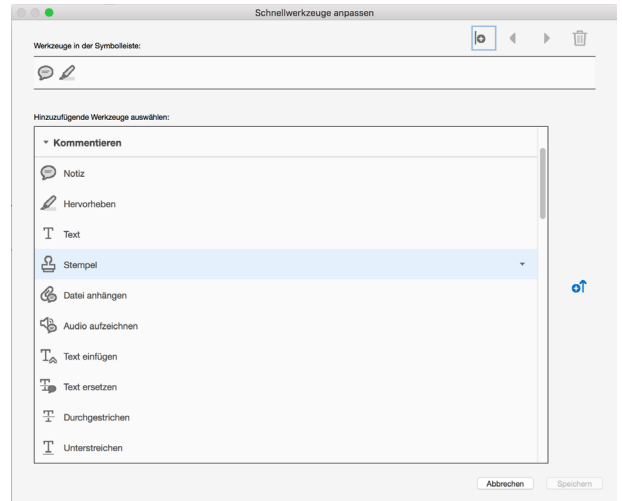 Schnellwerkzeuge anpassen
Werkzeuge in der Symbolleiste:
Hinzuzufügende Werkzeuge auswählen:
Kommentieren
Notiz
Hervorheben
Text
Stempel
Datei anhängen
Audio aufzeichnen
Text einfügen
Text ersetzen
Durchgestrichen
Unterstreichen
Abbrechen Speichern